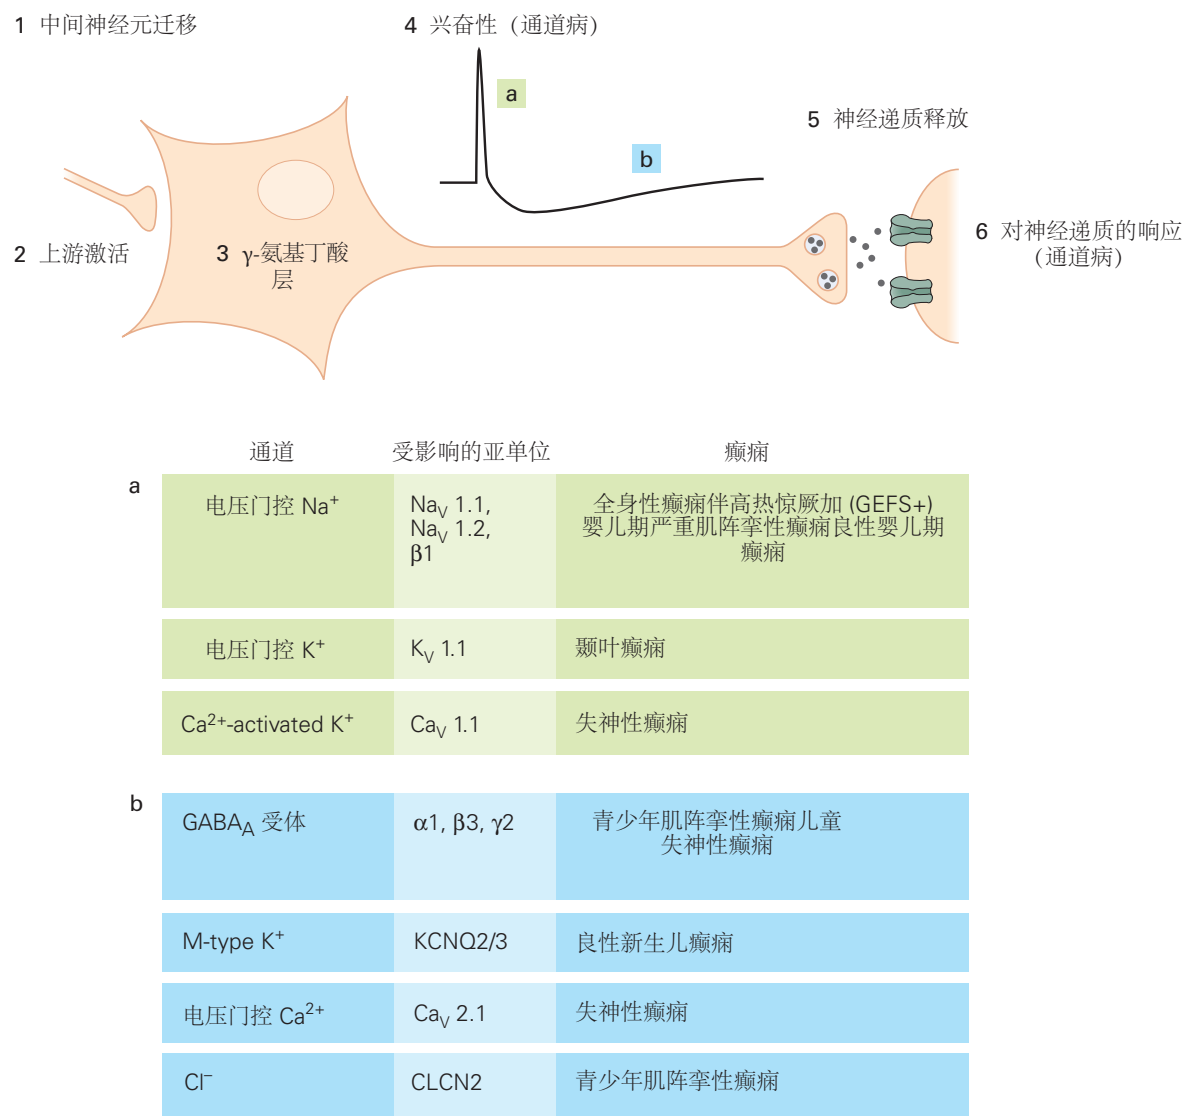 1 中间神经元迁移
4 兴奋性 (通道病)
a
5 神经递质释放
b
2 上游激活
3 γ-氨基丁酸
层
6 对神经递质的响应
(通道病)
通道 受影响的亚单位 癫痫
a
电压门控 Na⁺
Naᵥ 1.1,
Naᵥ 1.2,
β1
全身性癫痫伴高热惊厥加 (GEFS+)
婴儿期严重肌阵挛性癫痫良性婴儿期
癫痫
电压门控 K⁺ Kᵥ 1.1 颞叶癫痫
Ca²⁺-activated K⁺ Caᵥ 1.1 失神性癫痫
b
GABA_A 受体 α1, β3, γ2
青少年肌阵挛性癫痫儿童
失神性癫痫
M-type K⁺ KCNQ2/3 良性新生儿癫痫
电压门控 Ca²⁺ Caᵥ 2.1 失神性癫痫
Cl⁻ CLCN2 青少年肌阵挛性癫痫